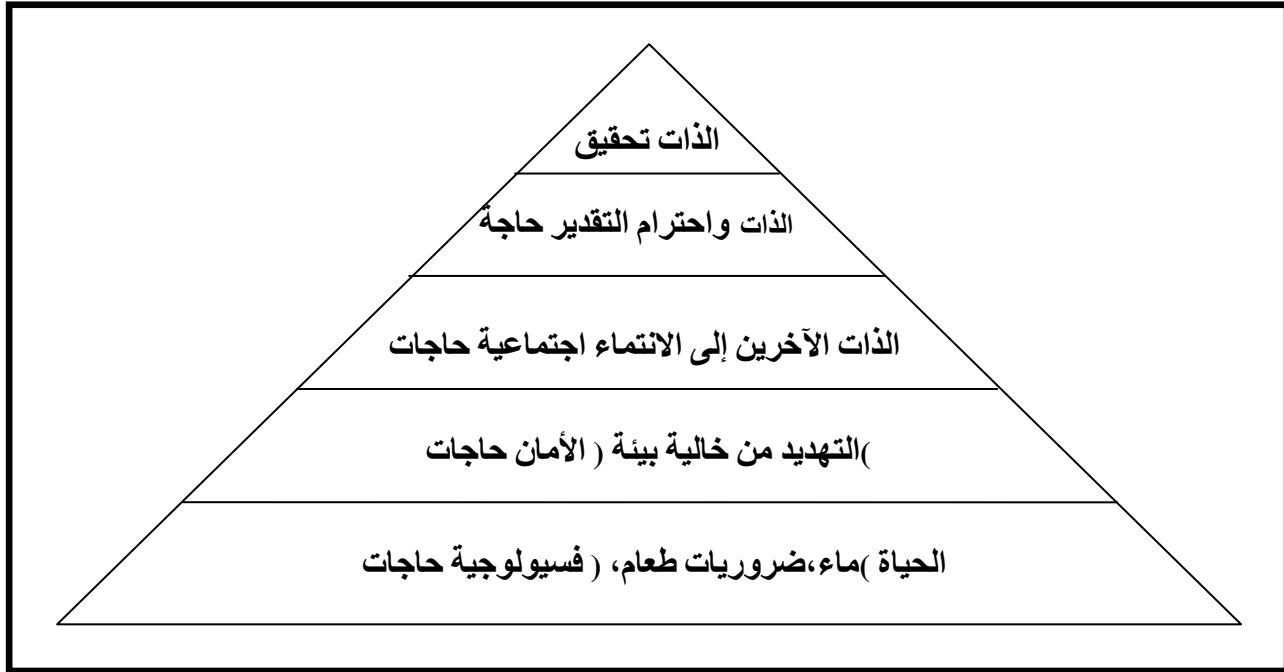 الذات تحقيق
الذات واحترام التقدير حاجة
الذات الآخرين إلى الانتماء اجتماعية حاجات
)التهديد من خالية بيئة ( الأمان حاجات
الحياة )ماء،ضروريات طعام، ( فسيولوجية حاجات